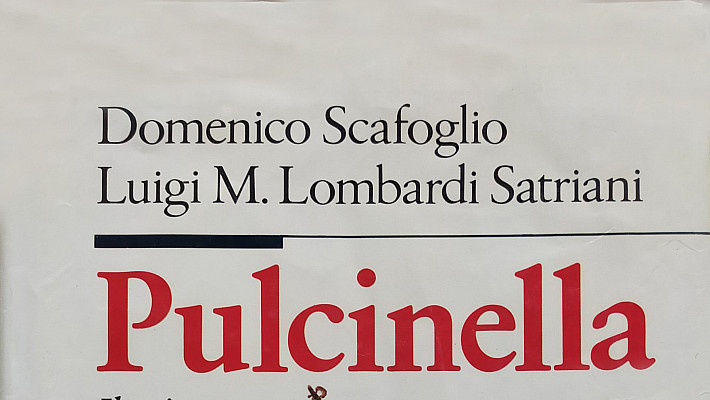 Domenico Scafoglio
Luigi M. Lombardi Satriani
Pulcinella